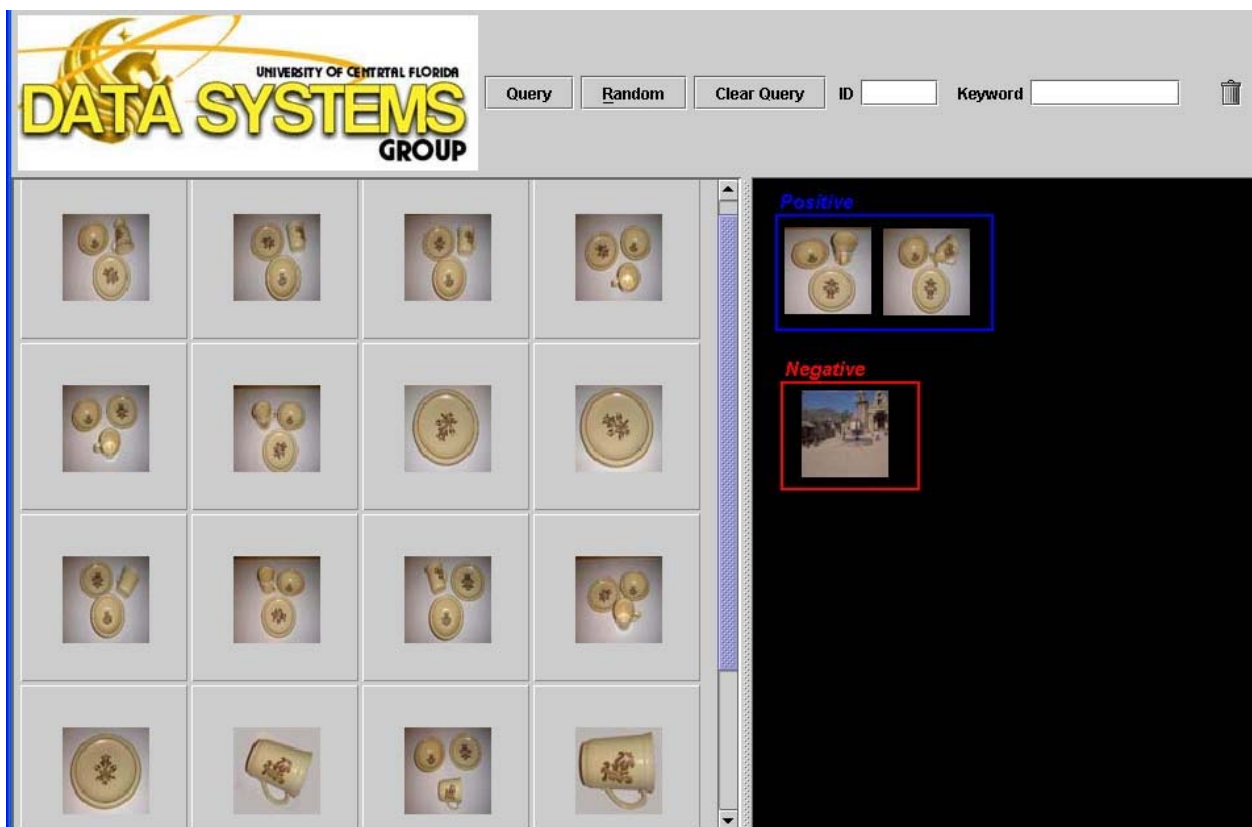 UNIVERSITY OF CENTRTAL FLORIDA
DATA SYSTEMS
GROUP
Query Random Clear Query ID Keyword
Positive
Negative